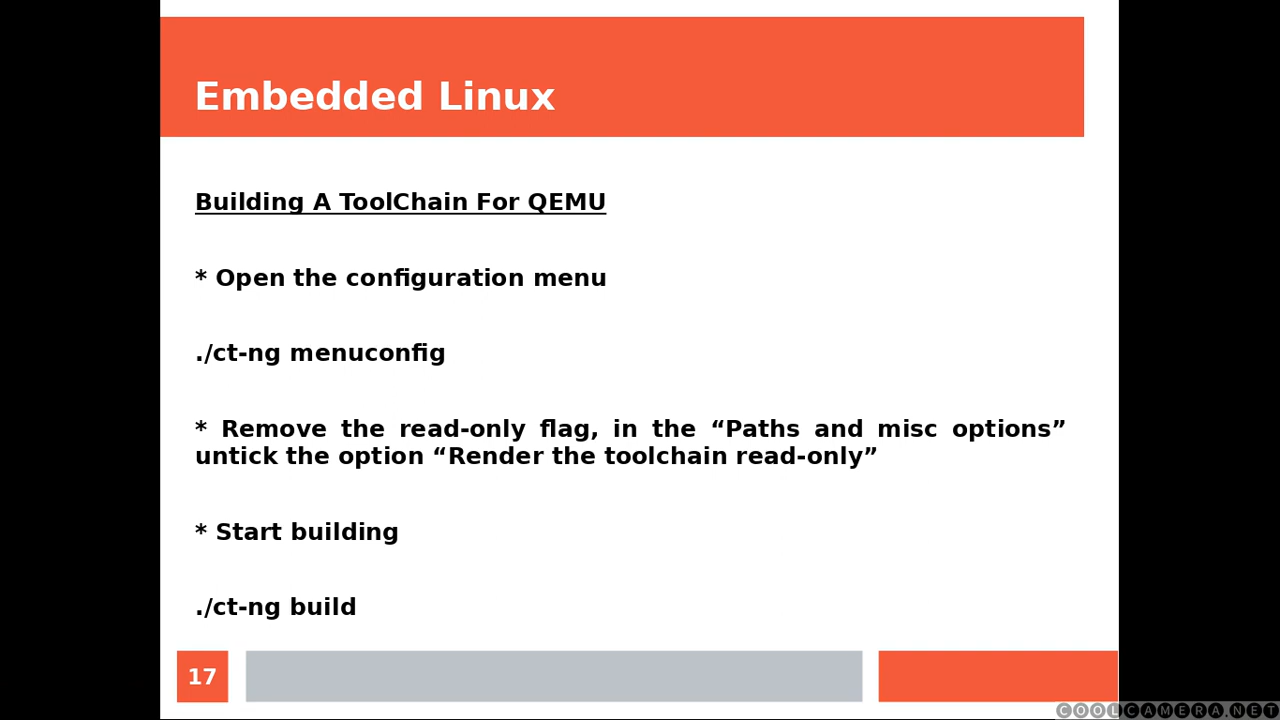 Embedded Linux
Building A ToolChain For QEMU
* Open the configuration menu
./ct-ng menuconfig
* Remove the read-only flag, in the “Paths and misc options”
untick the option “Render the toolchain read-only”
* Start building
./ct-ng build
17
COOLCAMERA.NET